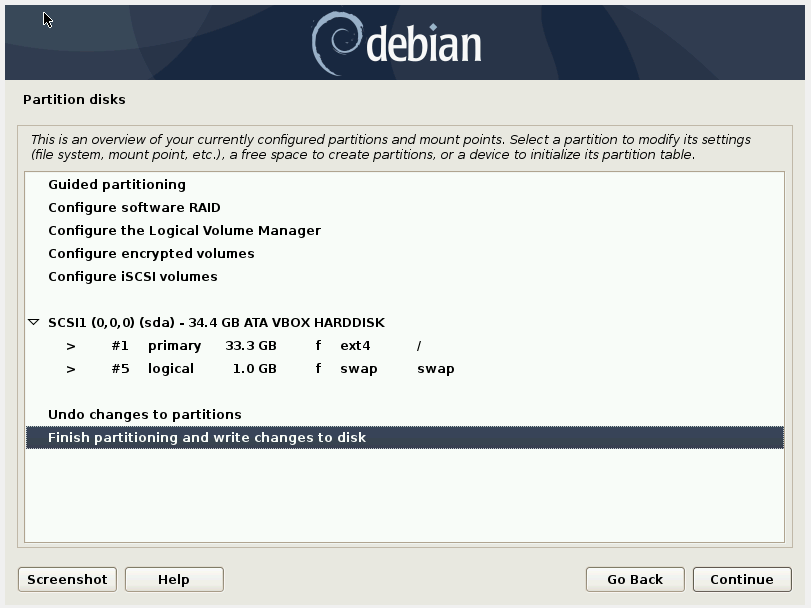 debian
Partition disks
This is an overview of your currently configured partitions and mount points. Select a partition to modify its settings
(file system, mount point, etc.), a free space to create partitions, or a device to initialize its partition table.
Guided partitioning
Configure software RAID
Configure the Logical Volume Manager
Configure encrypted volumes
Configure iSCSI volumes
SCSI1 (0,0,0) (sda) - 34.4 GB ATA VBOX HARDDISK
> #1 primary 33.3 GB f ext4 /
> #5 logical 1.0 GB f swap swap
Undo changes to partitions
Finish partitioning and write changes to disk
Screenshot Help Go Back Continue